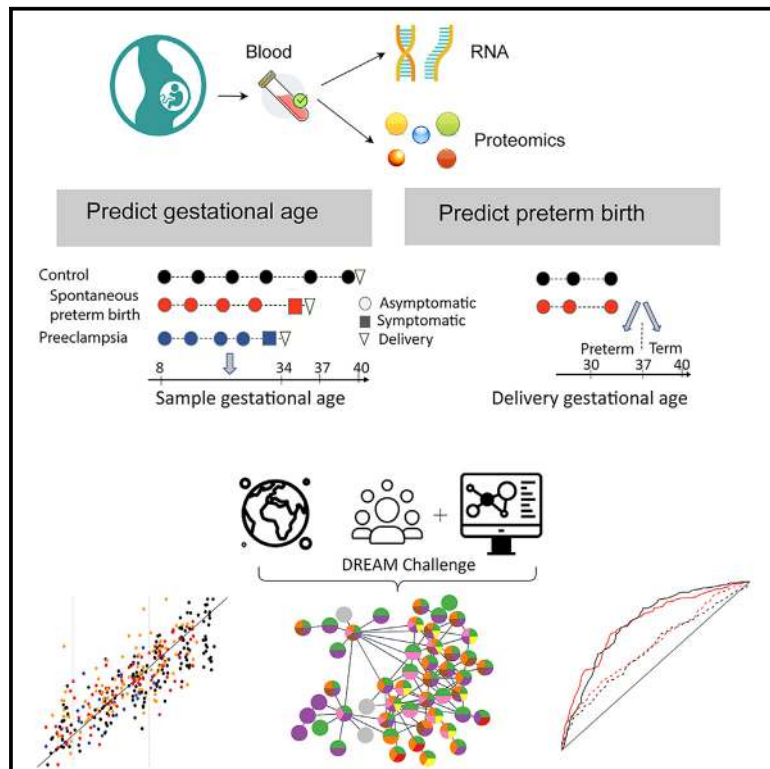 Blood
RNA
Proteomics
Predict gestational age
Predict preterm birth
Control
Spontaneous
preterm birth
Preeclampsia
Asymptomatic
Symptomatic
Delivery
8 34 37 40
Sample gestational age
Preterm Term
30 37 40
Delivery gestational age
+
DREAM Challenge